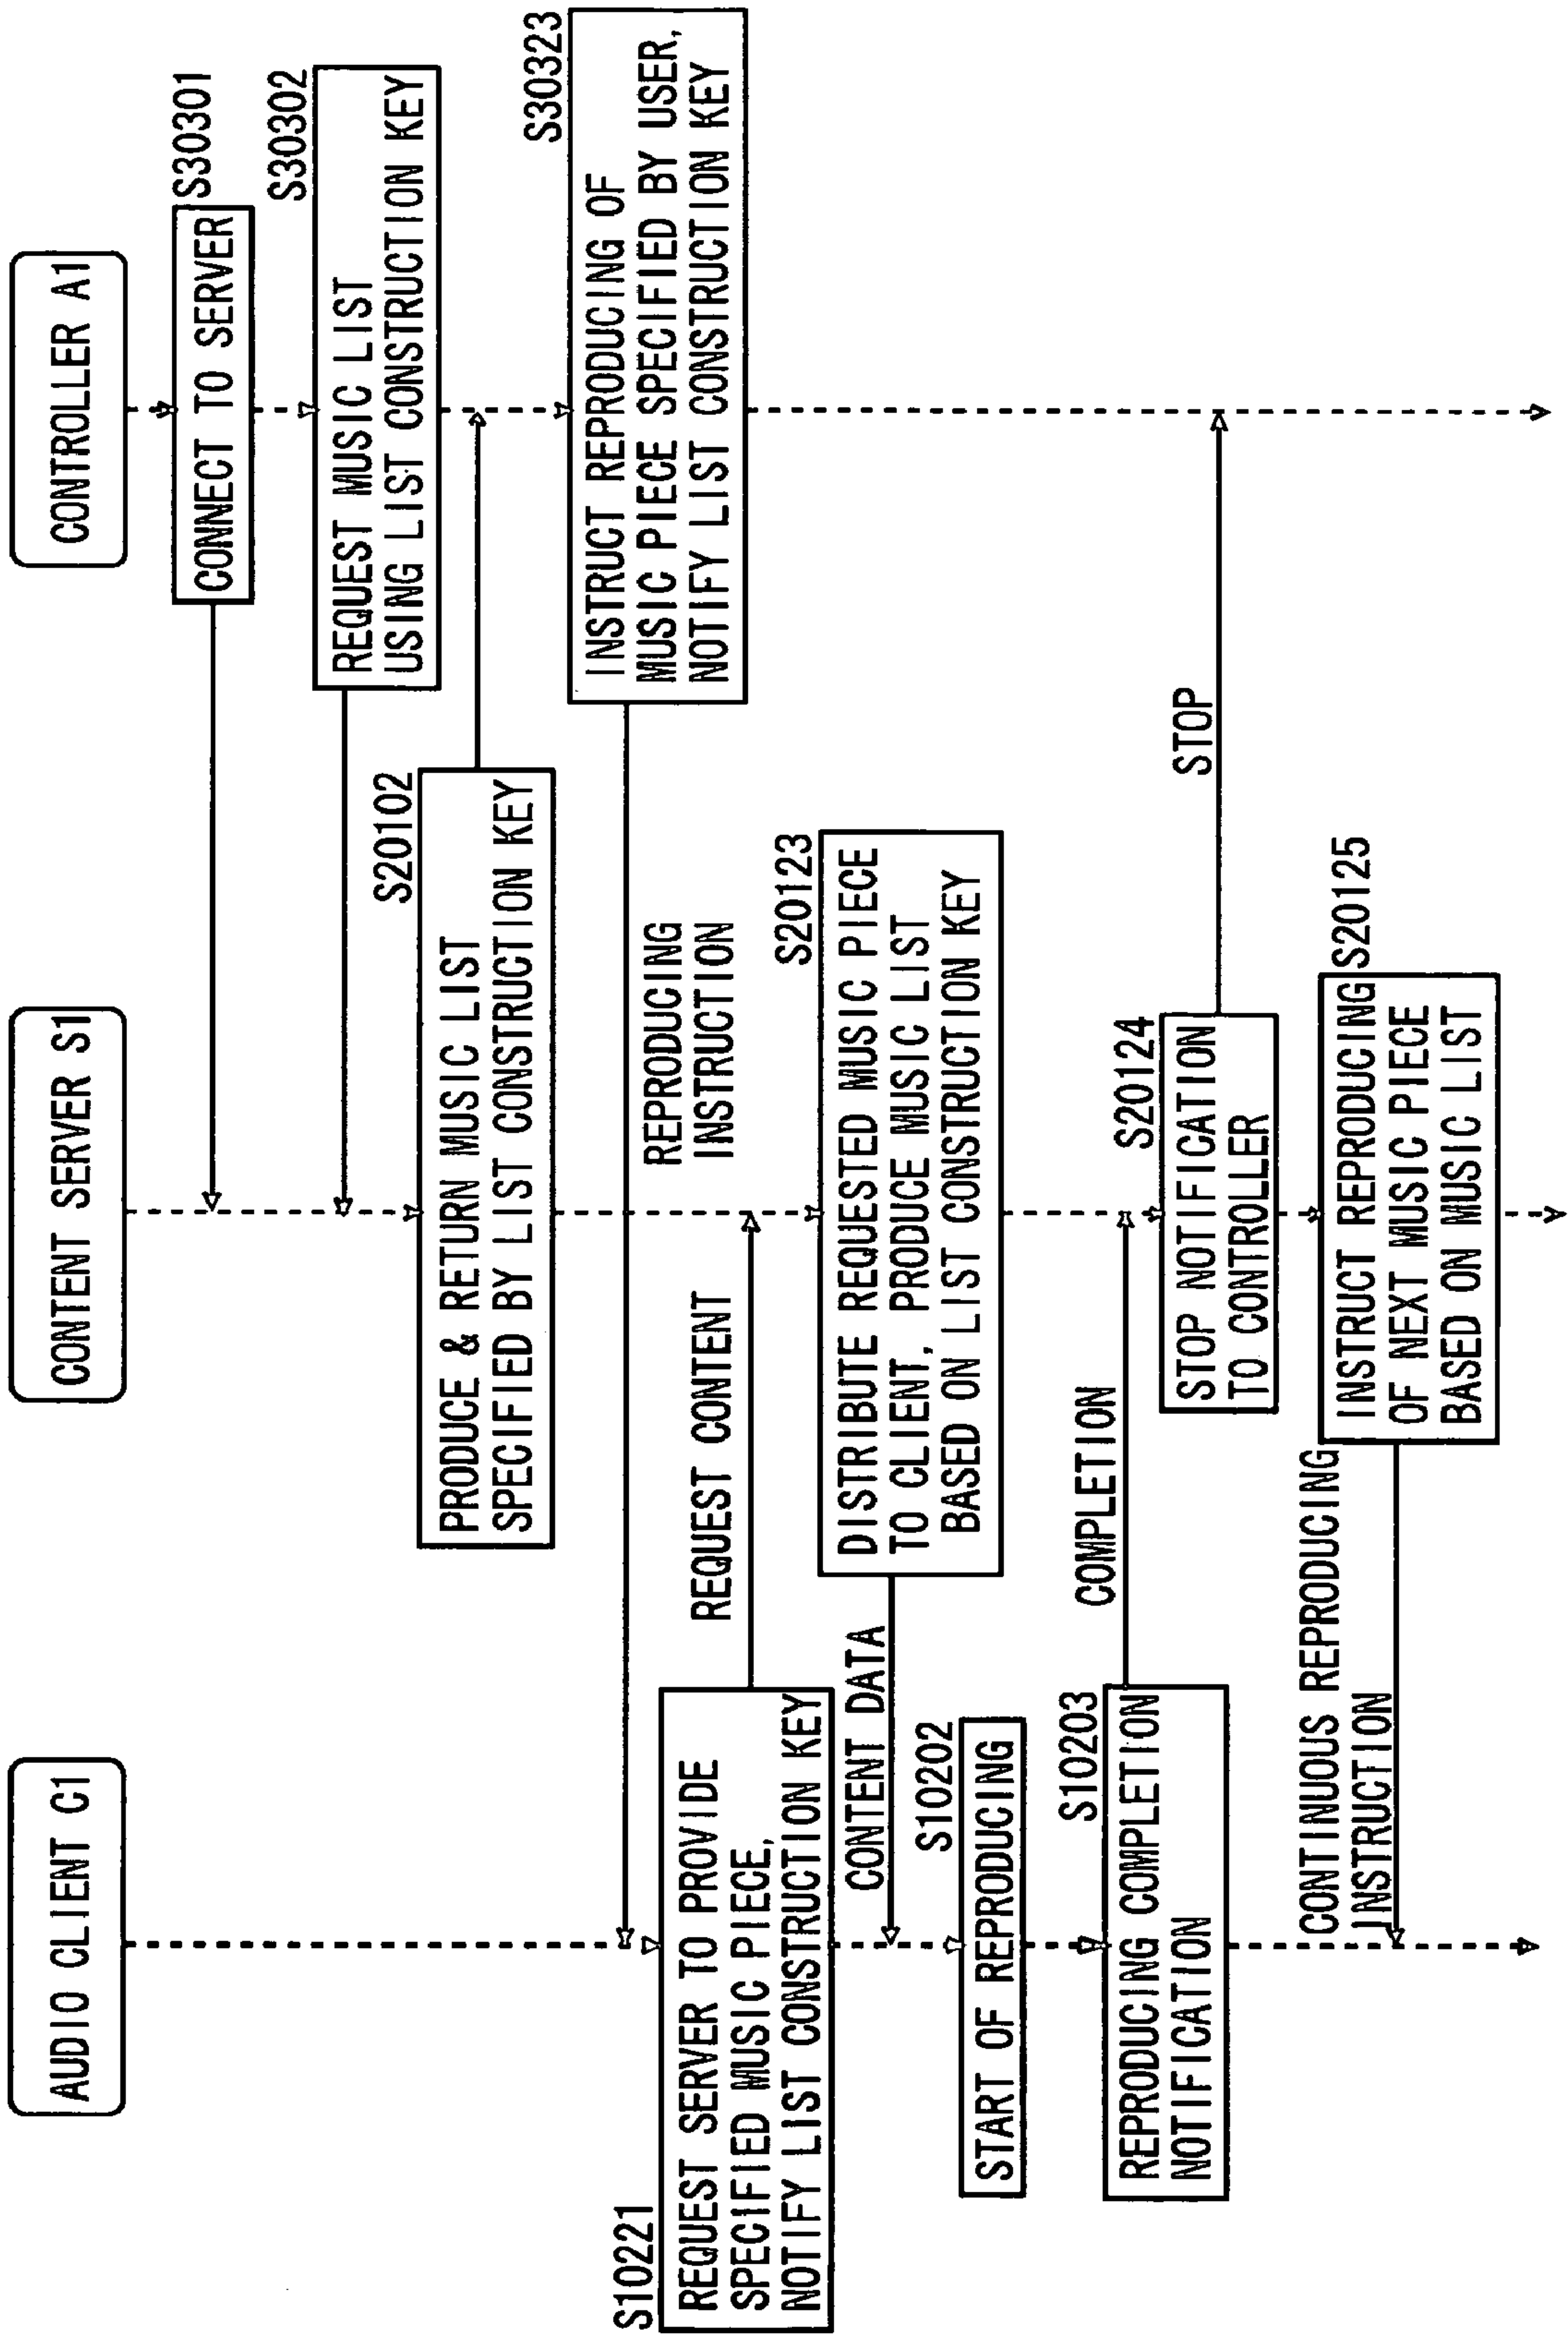 AUDIO CLIENT C1
CONTENT SERVER S1
CONTROLLER A1
S30301
CONNECT TO SERVER
S30302
REQUEST MUSIC LIST
USING LIST CONSTRUCTION KEY
S20102
PRODUCE & RETURN MUSIC LIST
SPECIFIED BY LIST CONSTRUCTION KEY
S30323
INSTRUCT REPRODUCING OF
MUSIC PIECE SPECIFIED BY USER,
NOTIFY LIST CONSTRUCTION KEY
REPRODUCING
INSTRUCTION
S10221
REQUEST SERVER TO PROVIDE
SPECIFIED MUSIC PIECE,
NOTIFY LIST CONSTRUCTION KEY
REQUEST CONTENT
S20123
DISTRIBUTE REQUESTED MUSIC PIECE
TO CLIENT, PRODUCE MUSIC LIST
BASED ON LIST CONSTRUCTION KEY
CONTENT DATA
S10202
START OF REPRODUCING
S10203
REPRODUCING COMPLETION
NOTIFICATION
COMPLETION
S20124
STOP NOTIFICATION
TO CONTROLLER
STOP
S20125
INSTRUCT REPRODUCING
OF NEXT MUSIC PIECE
BASED ON MUSIC LIST
CONTINUOUS REPRODUCING
INSTRUCTION